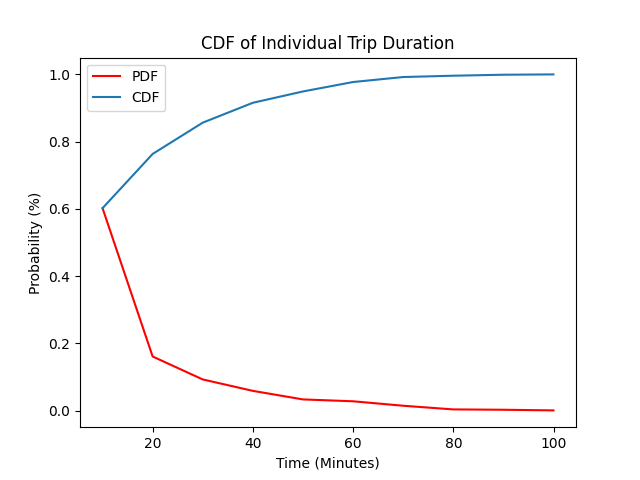 CDF of Individual Trip Duration
PDF
CDF
1.0
0.8
0.6
0.4
0.2
0.0
Probability (%)
20 40 60 80 100
Time (Minutes)